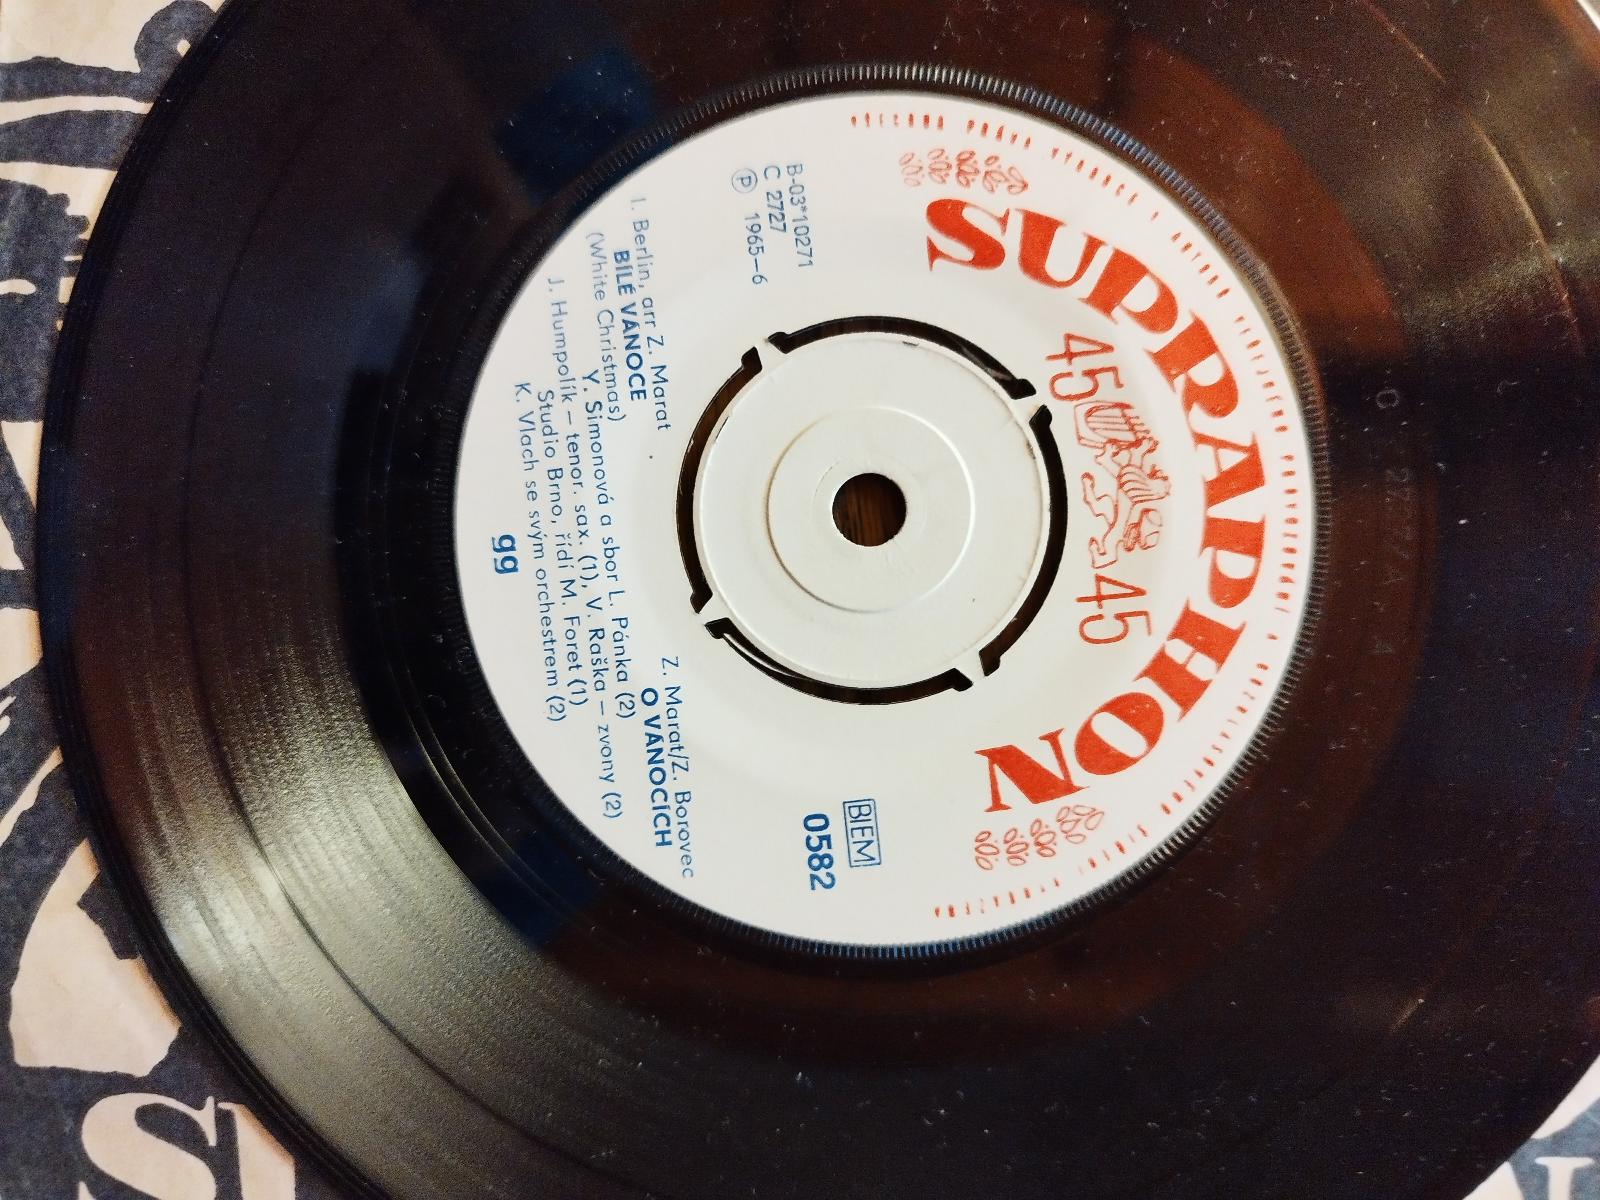 SUPRAPHON
45 45
B-03*10271
C 2727
Ⓟ 1965–6
BIEM
0582
I. Berlin, arr Z. Marat
BÍLÉ VÁNOCE
(White Christmas)
Z. Marat/Z. Borovec
O VÁNOCÍCH
Y. Simonová a sbor L. Pánka (2)
J. Humpolík – tenor. sax. (1), V. Raška – zvony (2)
Studio Brno, řídí M. Foret (1)
K. Vlach se svým orchestrem (2)
gg